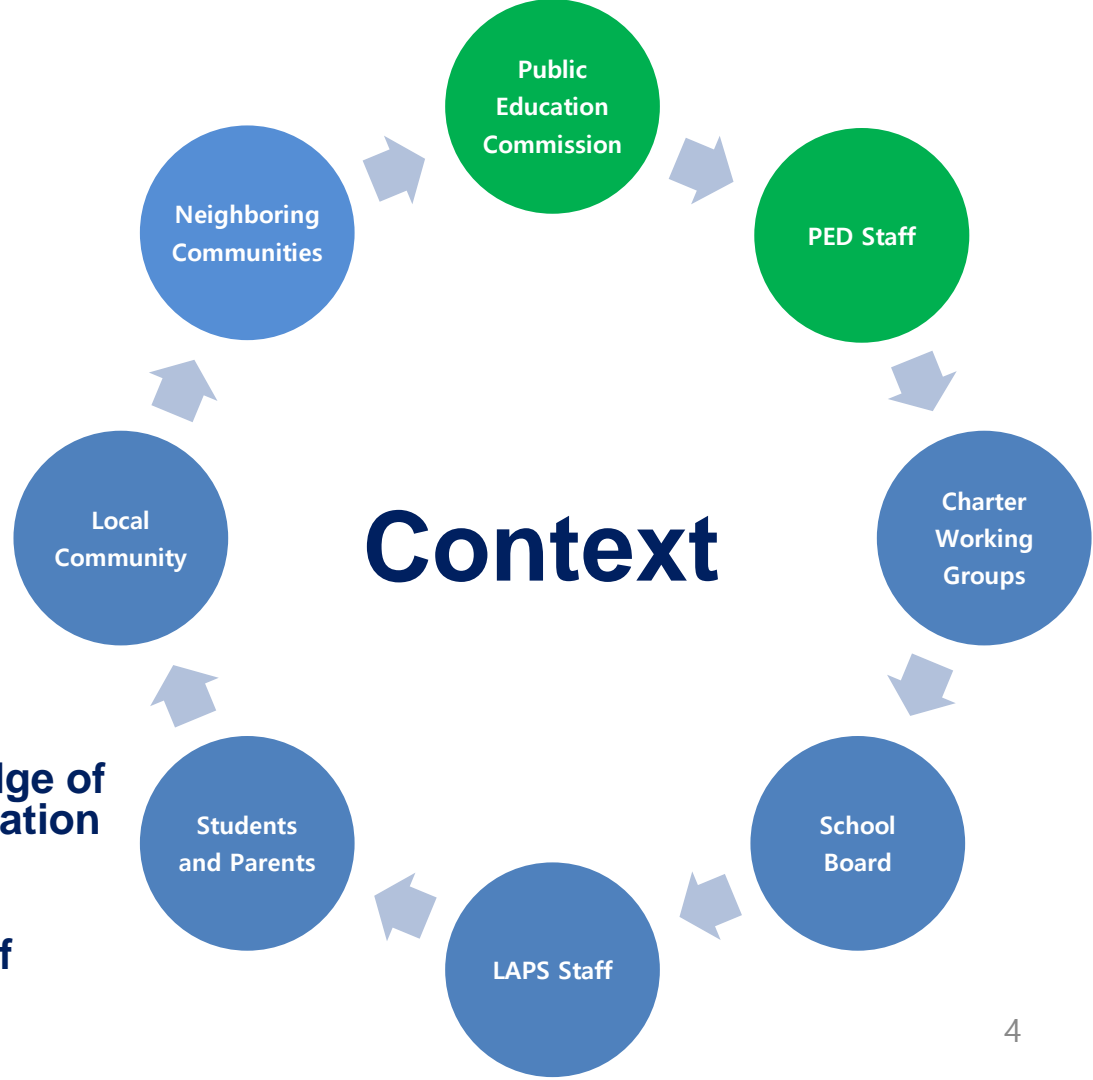 Public
Education
Commission
PED Staff
Charter
Working
Groups
School
Board
LAPS Staff
Students
and Parents
Local
Community
Neighboring
Communities
Context
of
4